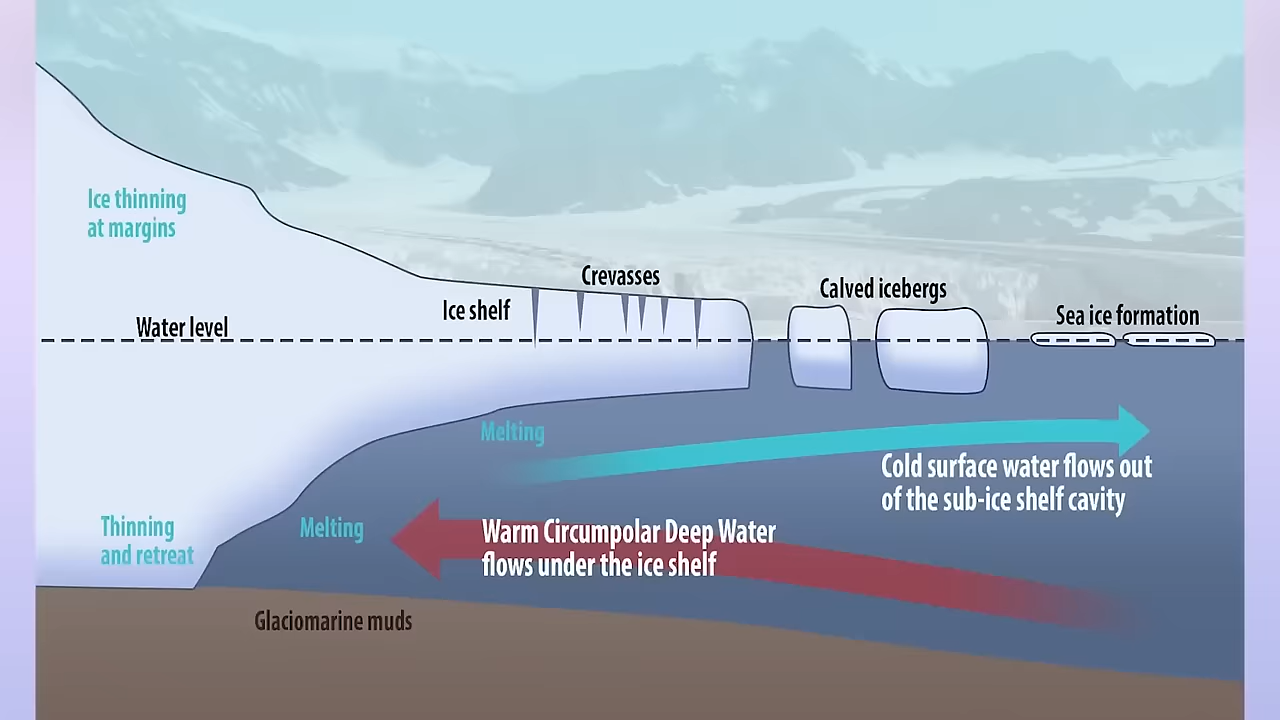 Ice thinning
at margins
Crevasses
Calved icebergs
Ice shelf
Sea ice formation
Water level
Melting
Cold surface water flows out
of the sub-ice shelf cavity
Thinning
and retreat
Melting
Warm Circumpolar Deep Water
flows under the ice shelf
Glaciomarine muds